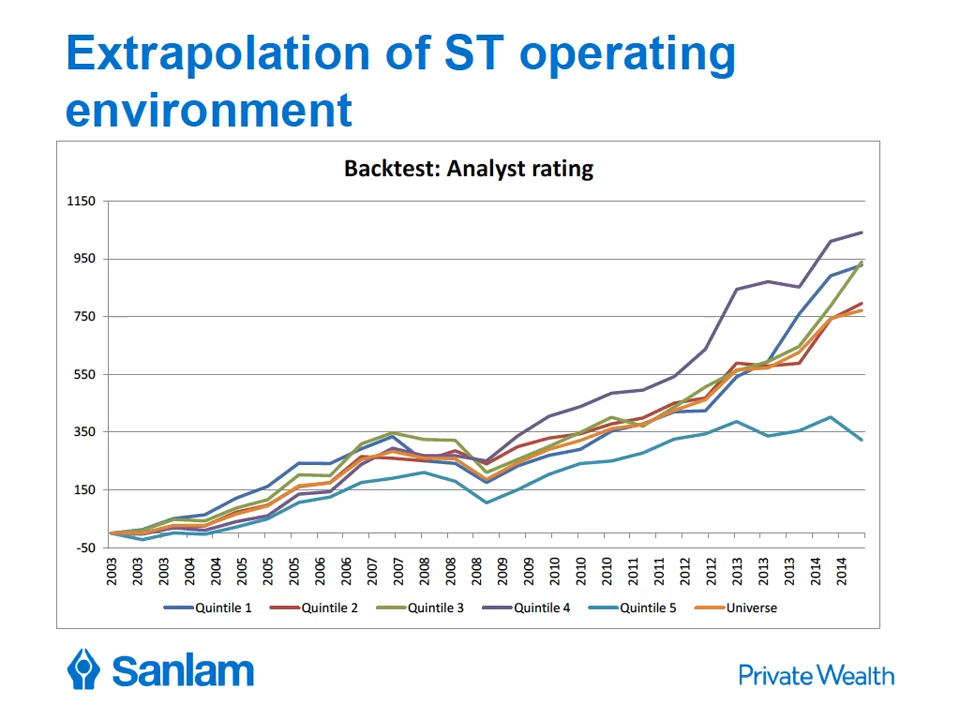 Extrapolation of ST operating
environment
Backtest: Analyst rating
1150
950
750
550
350
150
-50
2003 2003 2003 2004 2004 2005 2005 2005 2006 2006 2007 2007 2008 2008 2008 2009 2009 2010 2010 2010 2011 2011 2012 2012 2013 2013 2013 2014 2014
Quintile 1 Quintile 2 Quintile 3 Quintile 4 Quintile 5 Universe
Sanlam Private Wealth